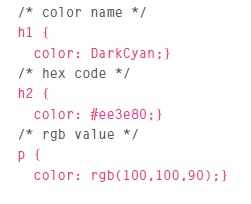 /* color name */
h1 {
  color: DarkCyan;}
/* hex code */
h2 {
  color: #ee3e80;}
/* rgb value */
p {
  color: rgb(100,100,90);}